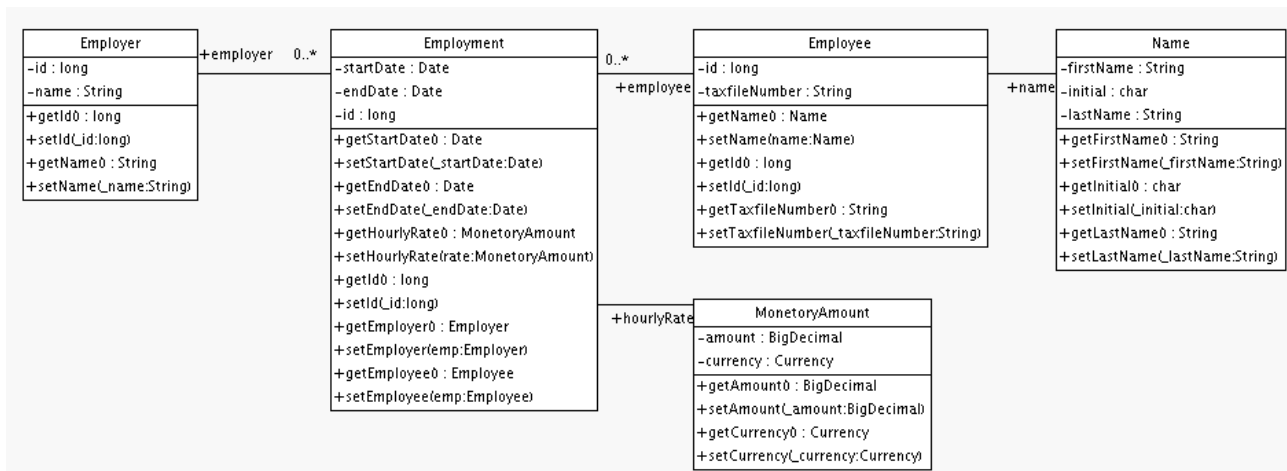 Employer
-id : long
-name : String
+getId() : long
+setId(_id:long)
+getName() : String
+setName(_name:String)
+employer
0..*
Employment
-startDate : Date
-endDate : Date
-id : long
+getStartDate() : Date
+setStartDate(_startDate:Date)
+getEndDate() : Date
+setEndDate(_endDate:Date)
+getHourlyRate() : MonetoryAmount
+setHourlyRate(rate:MonetoryAmount)
+getId() : long
+setId(_id:long)
+getEmployer() : Employer
+setEmployer(emp:Employer)
+getEmployee() : Employee
+setEmployee(emp:Employee)
0..*
+employee
Employee
-id : long
-taxfileNumber : String
+getName() : Name
+setName(name:Name)
+getId() : long
+setId(_id:long)
+getTaxfileNumber() : String
+setTaxfileNumber(_taxfileNumber:String)
+name
Name
-firstName : String
-initial : char
-lastName : String
+getFirstName() : String
+setFirstName(_firstName:String)
+getInitial() : char
+setInitial(_initial:char)
+getLastName() : String
+setLastName(_lastName:String)
+hourlyRate
MonetoryAmount
-amount : BigDecimal
-currency : Currency
+getAmount() : BigDecimal
+setAmount(_amount:BigDecimal)
+getCurrency() : Currency
+setCurrency(_currency:Currency)